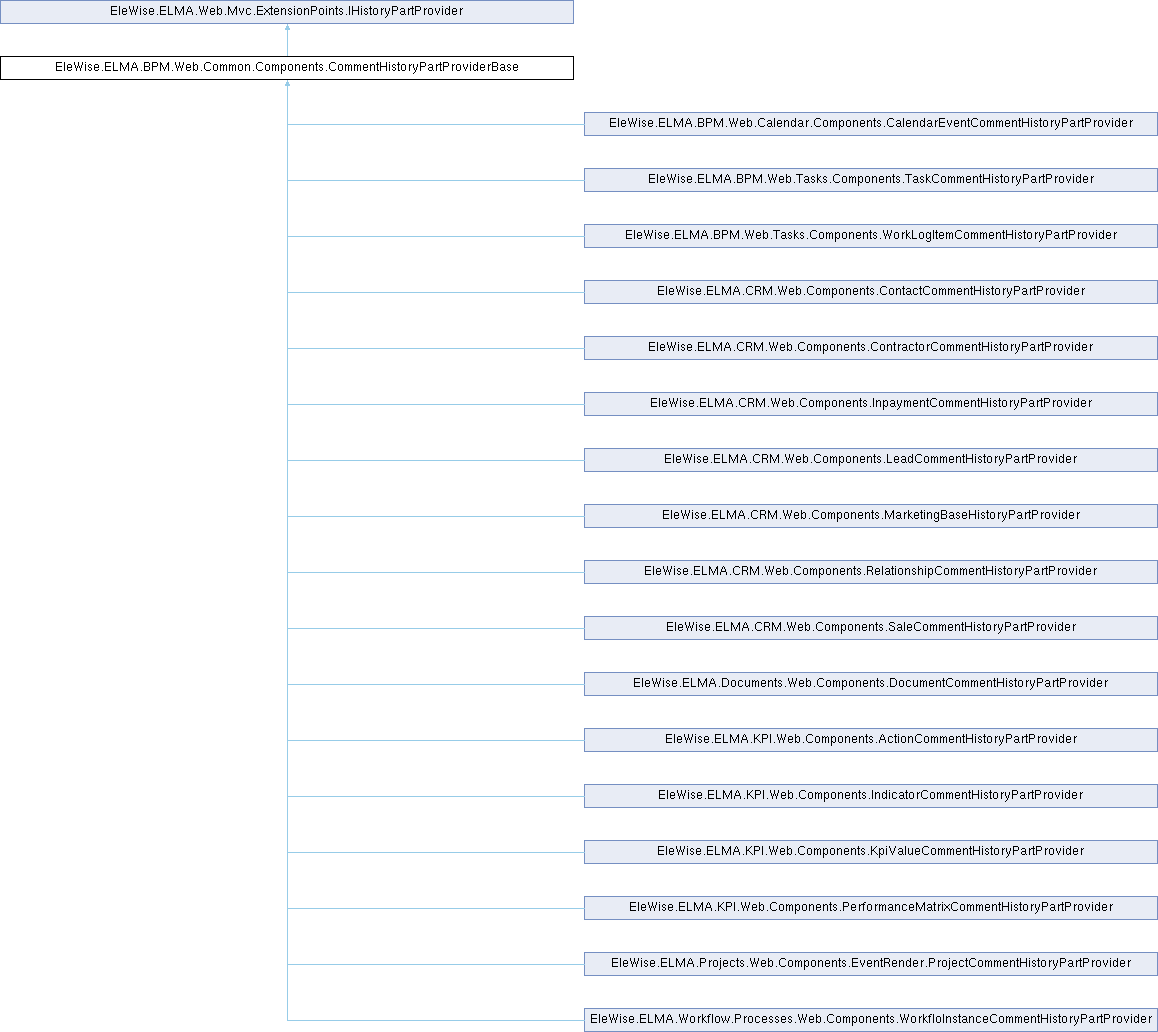 EleWise.ELMA.Web.Mvc.ExtensionPoints.IHistoryPartProvider
EleWise.ELMA.BPM.Web.Common.Components.CommentHistoryPartProviderBase
EleWise.ELMA.BPM.Web.Calendar.Components.CalendarEventCommentHistoryPartProvider
EleWise.ELMA.BPM.Web.Tasks.Components.TaskCommentHistoryPartProvider
EleWise.ELMA.BPM.Web.Tasks.Components.WorkLogItemCommentHistoryPartProvider
EleWise.ELMA.CRM.Web.Components.ContactCommentHistoryPartProvider
EleWise.ELMA.CRM.Web.Components.ContractorCommentHistoryPartProvider
EleWise.ELMA.CRM.Web.Components.InpaymentCommentHistoryPartProvider
EleWise.ELMA.CRM.Web.Components.LeadCommentHistoryPartProvider
EleWise.ELMA.CRM.Web.Components.MarketingBaseHistoryPartProvider
EleWise.ELMA.CRM.Web.Components.RelationshipCommentHistoryPartProvider
EleWise.ELMA.CRM.Web.Components.SaleCommentHistoryPartProvider
EleWise.ELMA.Documents.Web.Components.DocumentCommentHistoryPartProvider
EleWise.ELMA.KPI.Web.Components.ActionCommentHistoryPartProvider
EleWise.ELMA.KPI.Web.Components.IndicatorCommentHistoryPartProvider
EleWise.ELMA.KPI.Web.Components.KpiValueCommentHistoryPartProvider
EleWise.ELMA.KPI.Web.Components.PerformanceMatrixCommentHistoryPartProvider
EleWise.ELMA.Projects.Web.Components.EventRender.ProjectCommentHistoryPartProvider
EleWise.ELMA.Workflow.Processes.Web.Components.WorkfloInstanceCommentHistoryPartProvider